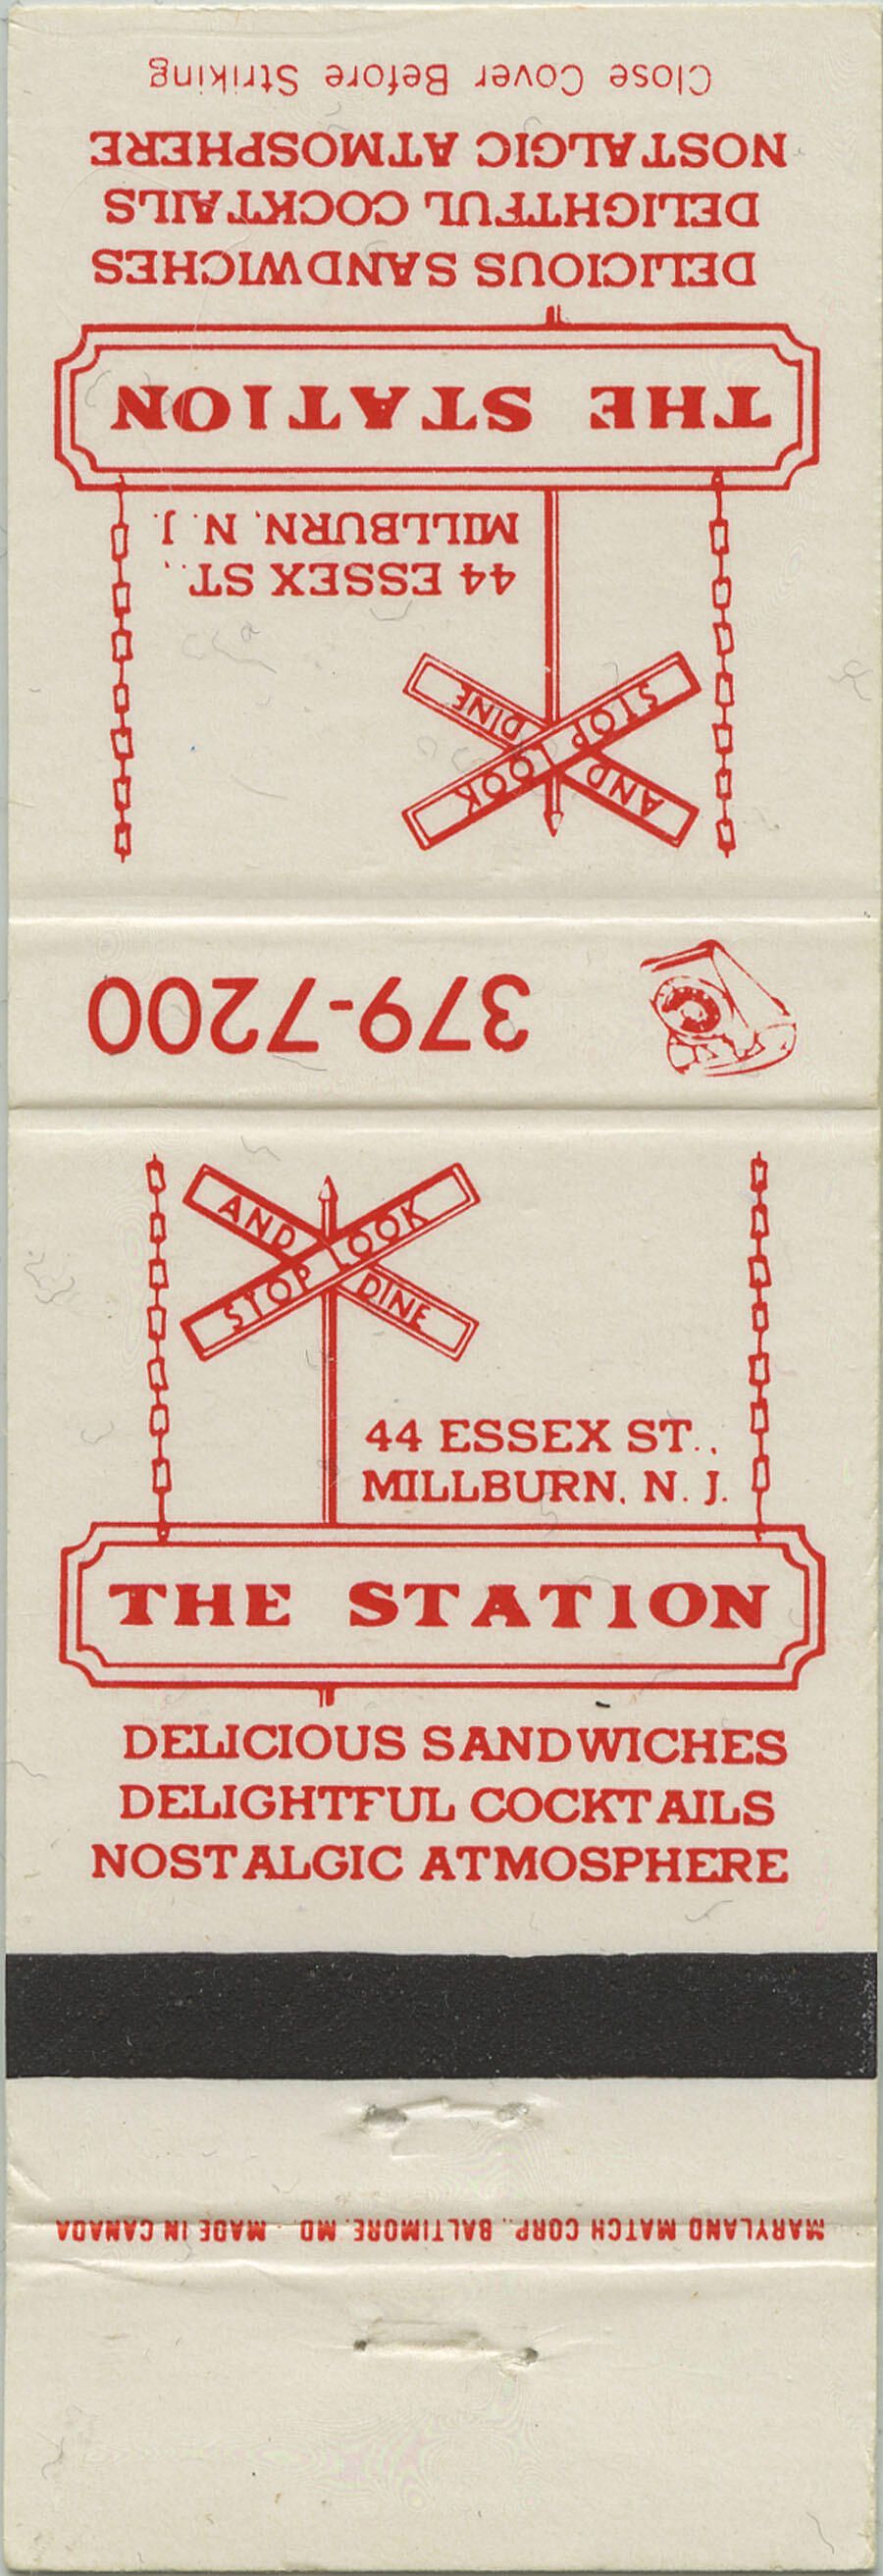 Close Cover Before Striking
NOSTALGIC ATMOSPHERE
DELIGHTFUL COCKTAILS
DELICIOUS SANDWICHES
THE STATION
MILLBURN, N. J.
44 ESSEX ST.,
STOP LOOK
AND DINE
379-7200
STOP LOOK
AND DINE
44 ESSEX ST.,
MILLBURN, N. J.
THE STATION
DELICIOUS SANDWICHES
DELIGHTFUL COCKTAILS
NOSTALGIC ATMOSPHERE
MARYLAND MATCH CORP., BALTIMORE, MD. - MADE IN CANADA